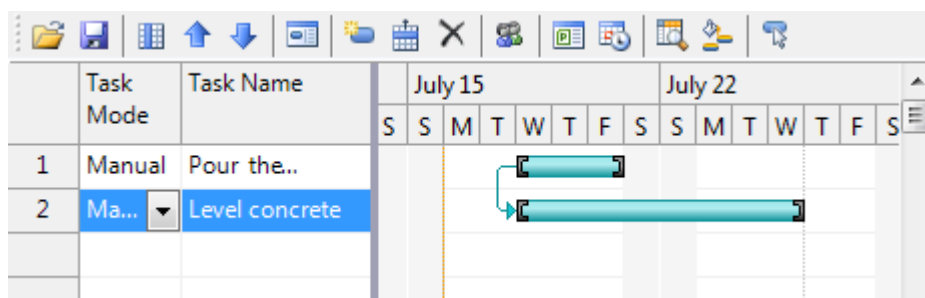 Task Mode
Task Name
July 15
July 22
S S M T W T F S S M T W T F S
1 Manual Pour the...
2 Ma... Level concrete